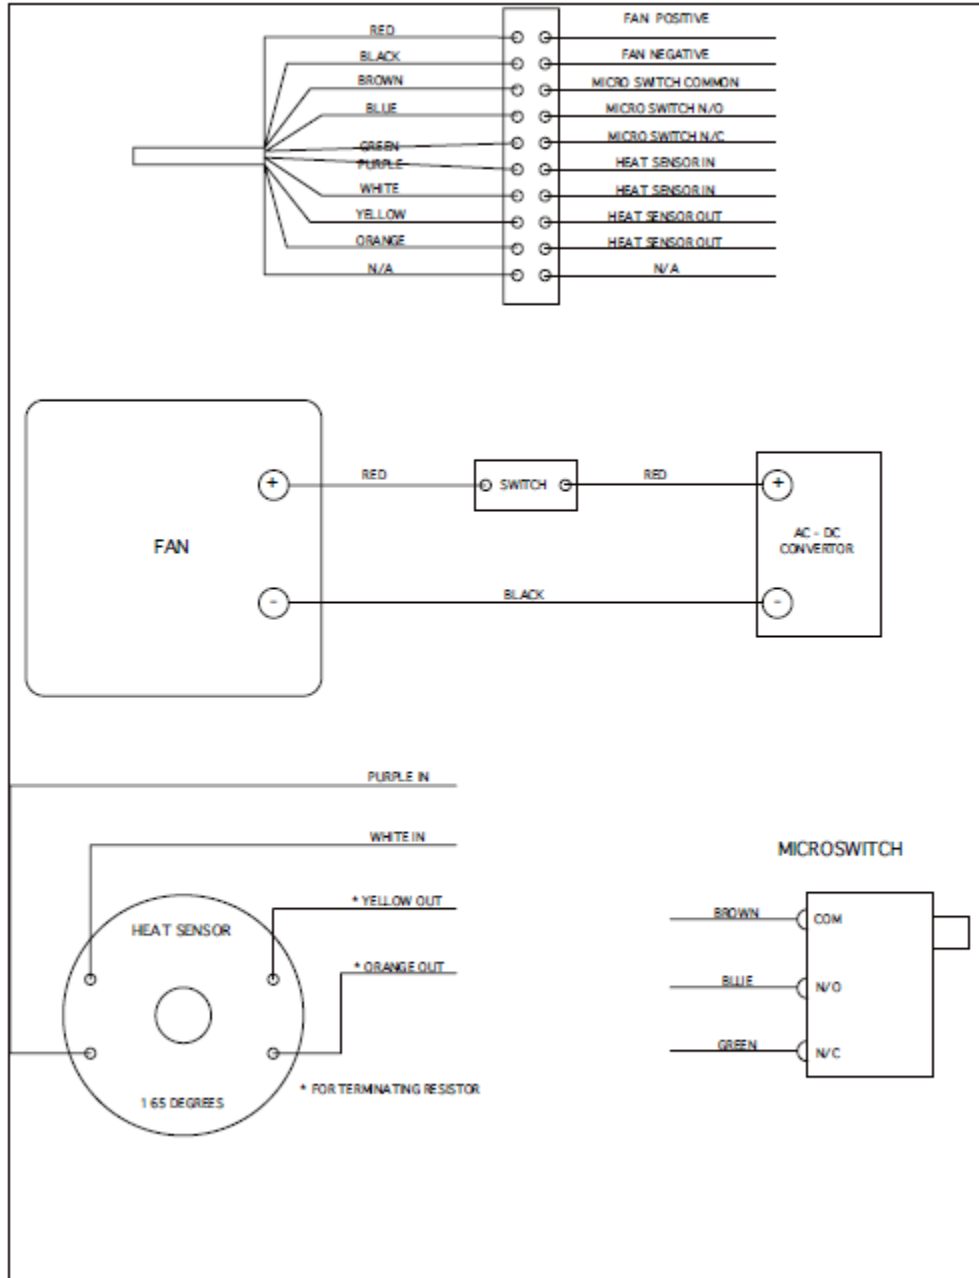 FAN POSITIVE
RED
FAN NEGATIVE
BLACK
MICRO SWITCH COMMON
BROWN
MICRO SWITCH N/O
BLUE
MICRO SWITCH N/C
GREEN
HEAT SENSOR IN
PURPLE
HEAT SENSOR IN
WHITE
HEAT SENSOR OUT
YELLOW
HEAT SENSOR OUT
ORANGE
N/A
N/A
RED
SWITCH
RED
+
+
FAN
AC - DC
CONVERTOR
BLACK
-
-
PURPLE IN
WHITE IN
* YELLOW OUT
HEAT SENSOR
* ORANGE OUT
165 DEGREES
* FOR TERMINATING RESISTOR
MICROSWITCH
BROWN
COM
BLUE
N/O
GREEN
N/C